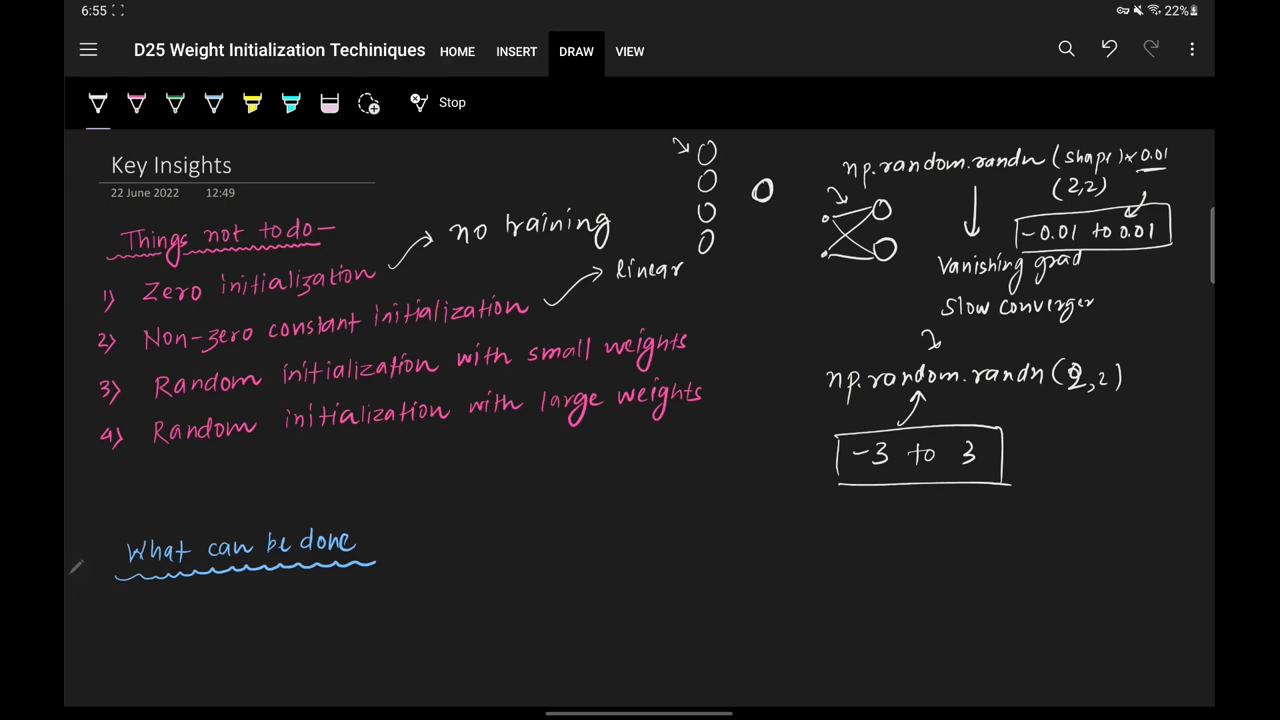 6:55
22%
D25 Weight Initialization Techiniques
HOME
INSERT
DRAW
VIEW
Stop
Key Insights
22 June 2022 12:49
Things not to do-
1) Zero initialization → no training
2) Non-zero constant initialization → linear
3) Random initialization with small weights
4) Random initialization with large weights
What can be done
np.random.randn (shape) × 0.01
(2,2)
-0.01 to 0.01
Vanishing grad
Slow converger
np.random.randn (2,2)
-3 to 3